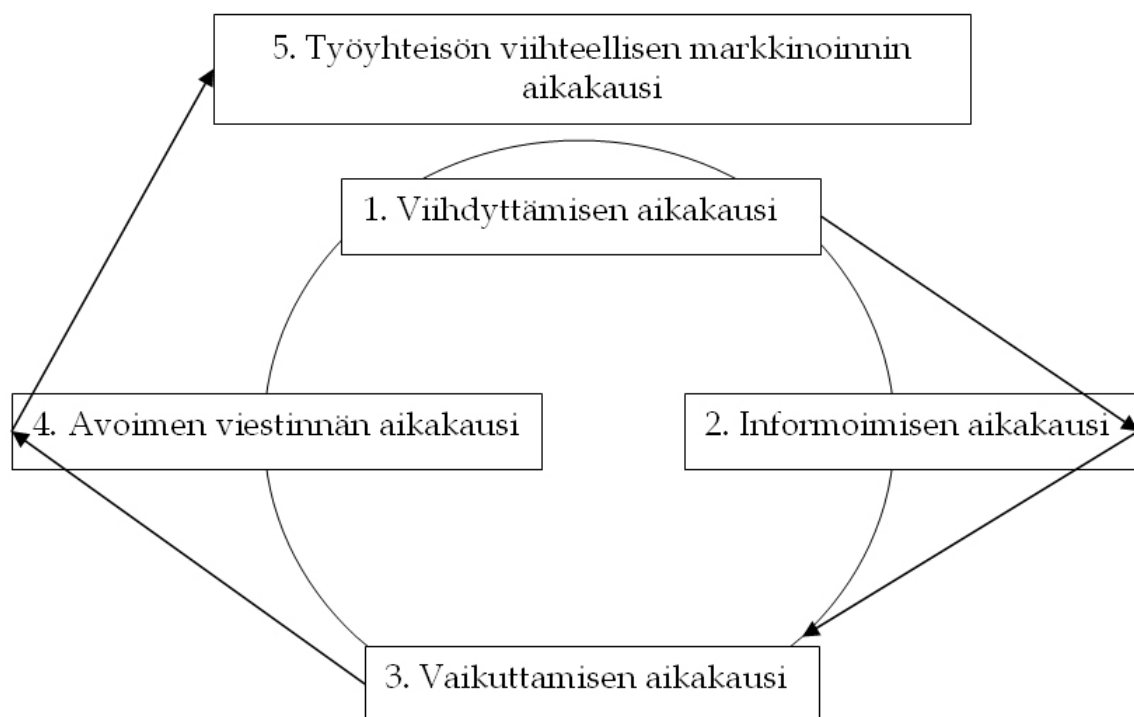 5. Työyhteisön viihteellisen markkinoinnin
aikakausi
1. Viihdyttämisen aikakausi
4. Avoimen viestinnän aikakausi
2. Informoimisen aikakausi
3. Vaikuttamisen aikakausi